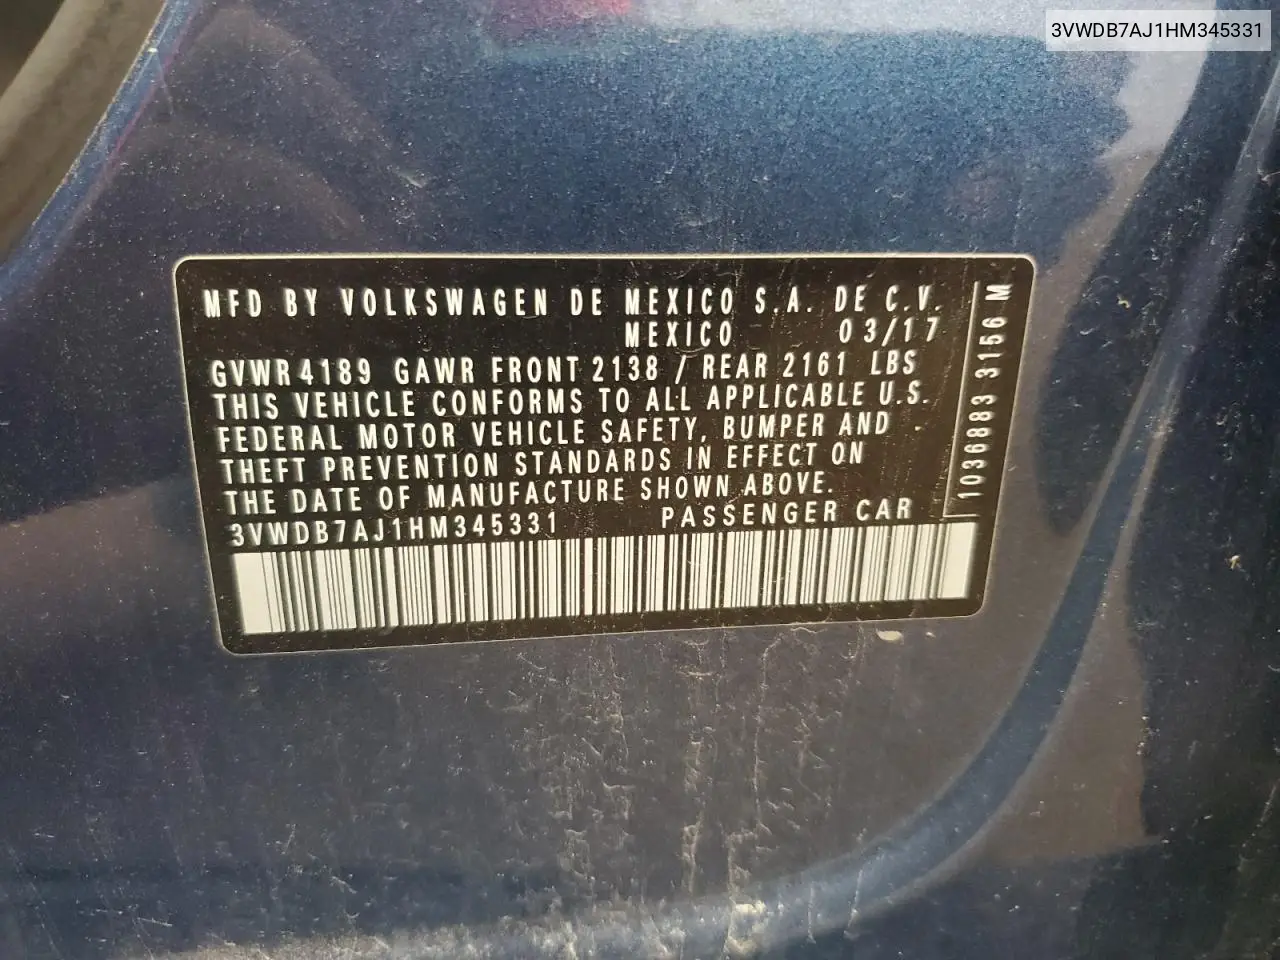 3VWDB7AJ1HM345331
MFD BY VOLKSWAGEN DE MEXICO S.A. DE C.V.
MEXICO 03/17
GVWR 4189 GAWR FRONT 2138 / REAR 2161 LBS
THIS VEHICLE CONFORMS TO ALL APPLICABLE U.S.
FEDERAL MOTOR VEHICLE SAFETY, BUMPER AND
THEFT PREVENTION STANDARDS IN EFFECT ON
THE DATE OF MANUFACTURE SHOWN ABOVE.
3VWDB7AJ1HM345331 PASSENGER CAR
1036883 3156 M